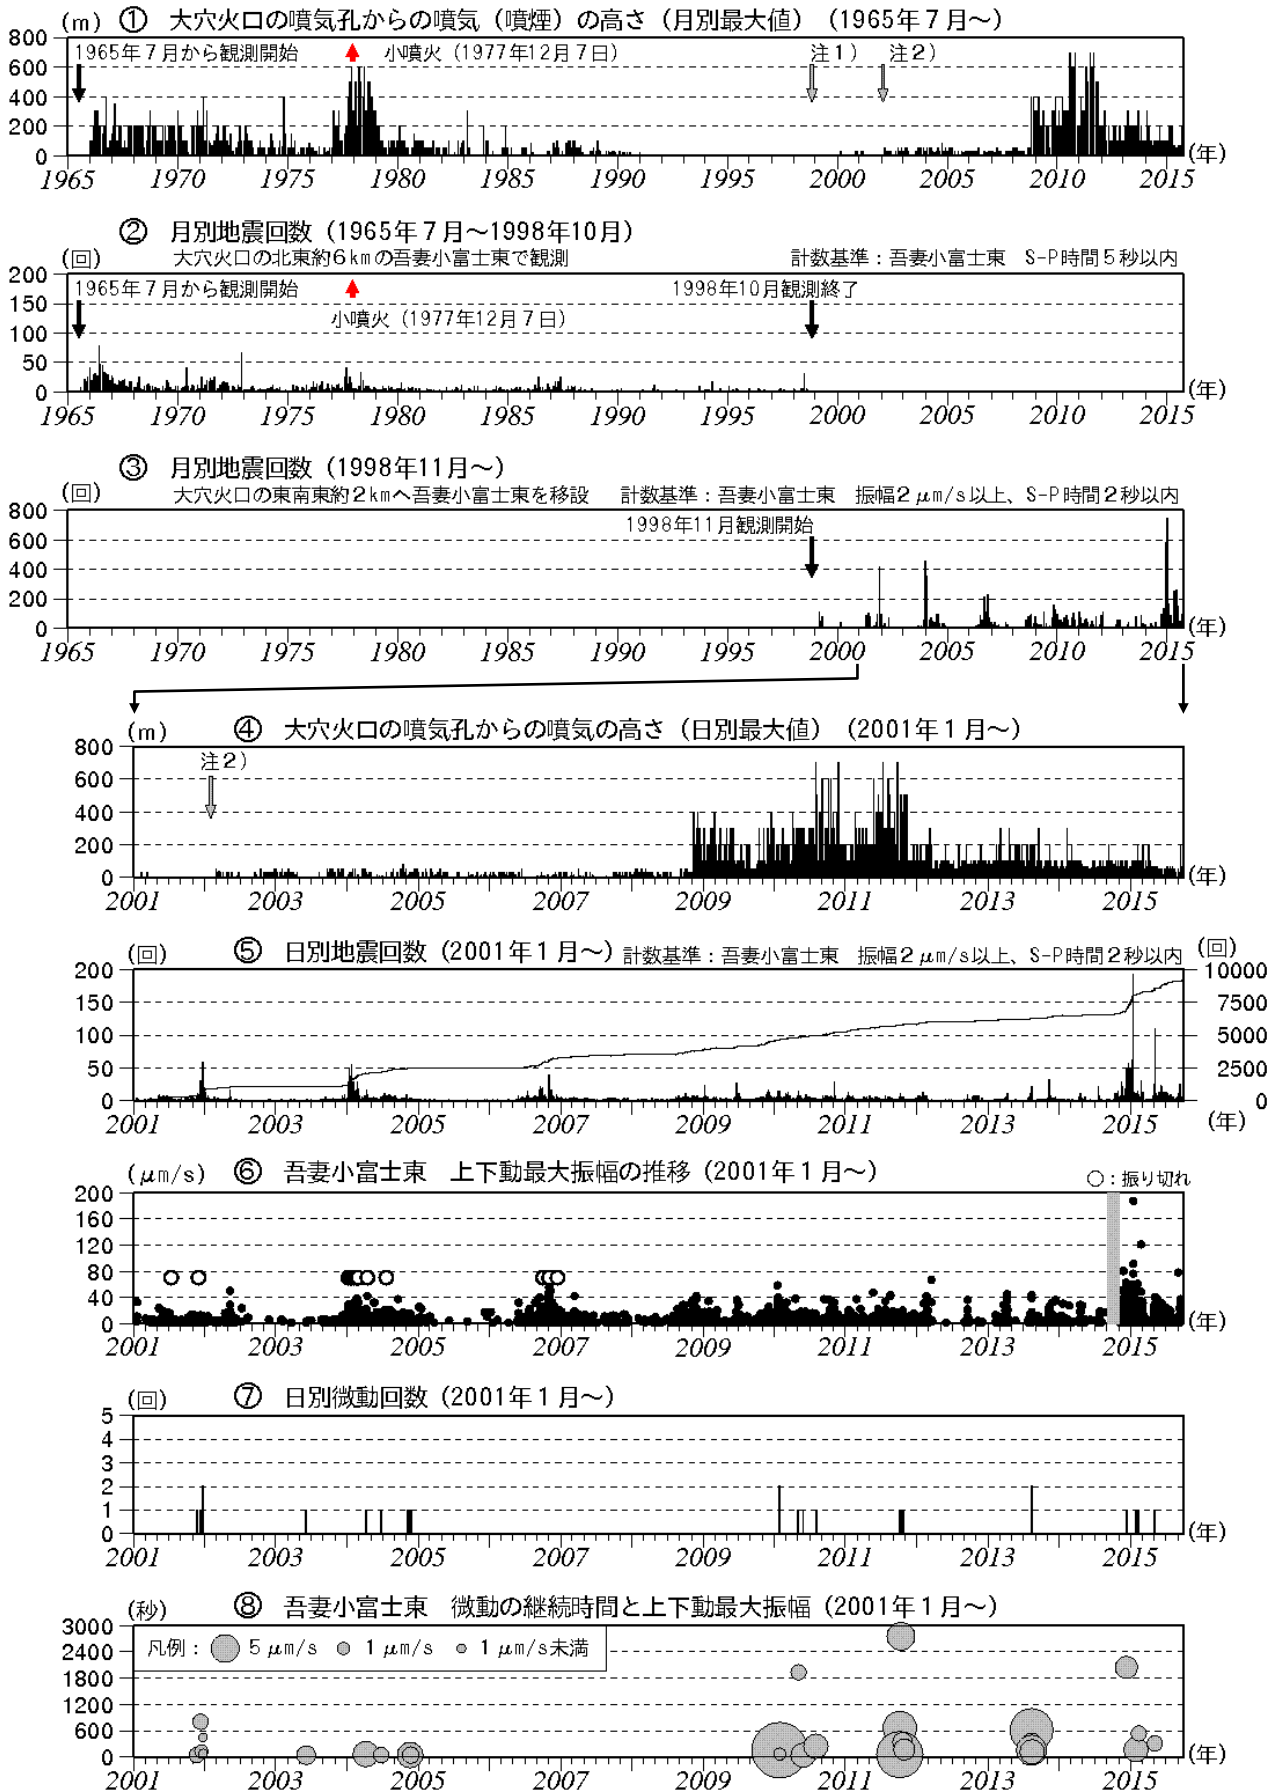 (m) ① 大穴火口の噴気孔からの噴気（噴煙）の高さ（月別最大値）（1965年７月～）
800
600
400
200
0
1965年７月から観測開始
小噴火（1977年12月７日）
注１）
注２）
(年)
1965 1970 1975 1980 1985 1990 1995 2000 2005 2010 2015
② 月別地震回数（1965年７月～1998年10月）
(回) 大穴火口の北東約６kmの吾妻小富士東で観測 計数基準：吾妻小富士東 S-P時間５秒以内
200
150
100
50
0
1965年７月から観測開始
小噴火（1977年12月７日）
1998年10月観測終了
(年)
1965 1970 1975 1980 1985 1990 1995 2000 2005 2010 2015
③ 月別地震回数（1998年11月～）
(回) 大穴火口の東南東約２kmへ吾妻小富士東を移設 計数基準：吾妻小富士東 振幅２μm/s以上、S-P時間２秒以内
800
600
400
200
0
1998年11月観測開始
(年)
1965 1970 1975 1980 1985 1990 1995 2000 2005 2010 2015
(m) ④ 大穴火口の噴気孔からの噴気の高さ（日別最大値）（2001年１月～）
800
600
400
200
0
注２）
(年)
2001 2003 2005 2007 2009 2011 2013 2015
(回) ⑤ 日別地震回数（2001年１月～）計数基準：吾妻小富士東 振幅２μm/s以上、S-P時間２秒以内 (回)
200 10000
150 7500
100 5000
50 2500
0 0
2001 2003 2005 2007 2009 2011 2013 2015 (年)
(μm/s) ⑥ 吾妻小富士東 上下動最大振幅の推移（2001年１月～）
○：振り切れ
200
160
120
80
40
0
(年)
2001 2003 2005 2007 2009 2011 2013 2015
(回) ⑦ 日別微動回数（2001年１月～）
5
4
3
2
1
0
(年)
2001 2003 2005 2007 2009 2011 2013 2015
(秒) ⑧ 吾妻小富士東 微動の継続時間と上下動最大振幅（2001年１月～）
3000
2400
1800
1200
600
0
凡例： 5 μm/s 1 μm/s 1 μm/s未満
(年)
2001 2003 2005 2007 2009 2011 2013 2015